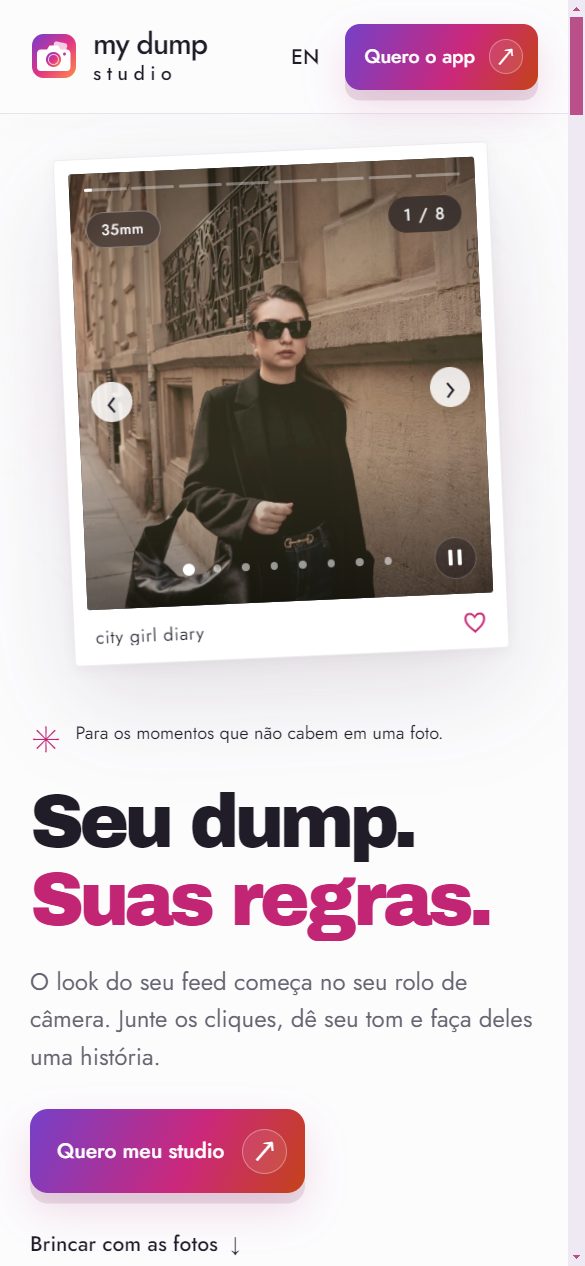 my dump
studio
EN
Quero o app
35mm
1 / 8
city girl diary
Para os momentos que não cabem em uma foto.
Seu dump.
Suas regras.
O look do seu feed começa no seu rolo de
câmera. Junte os cliques, dê seu tom e faça deles
uma história.
Quero meu studio
Brincar com as fotos